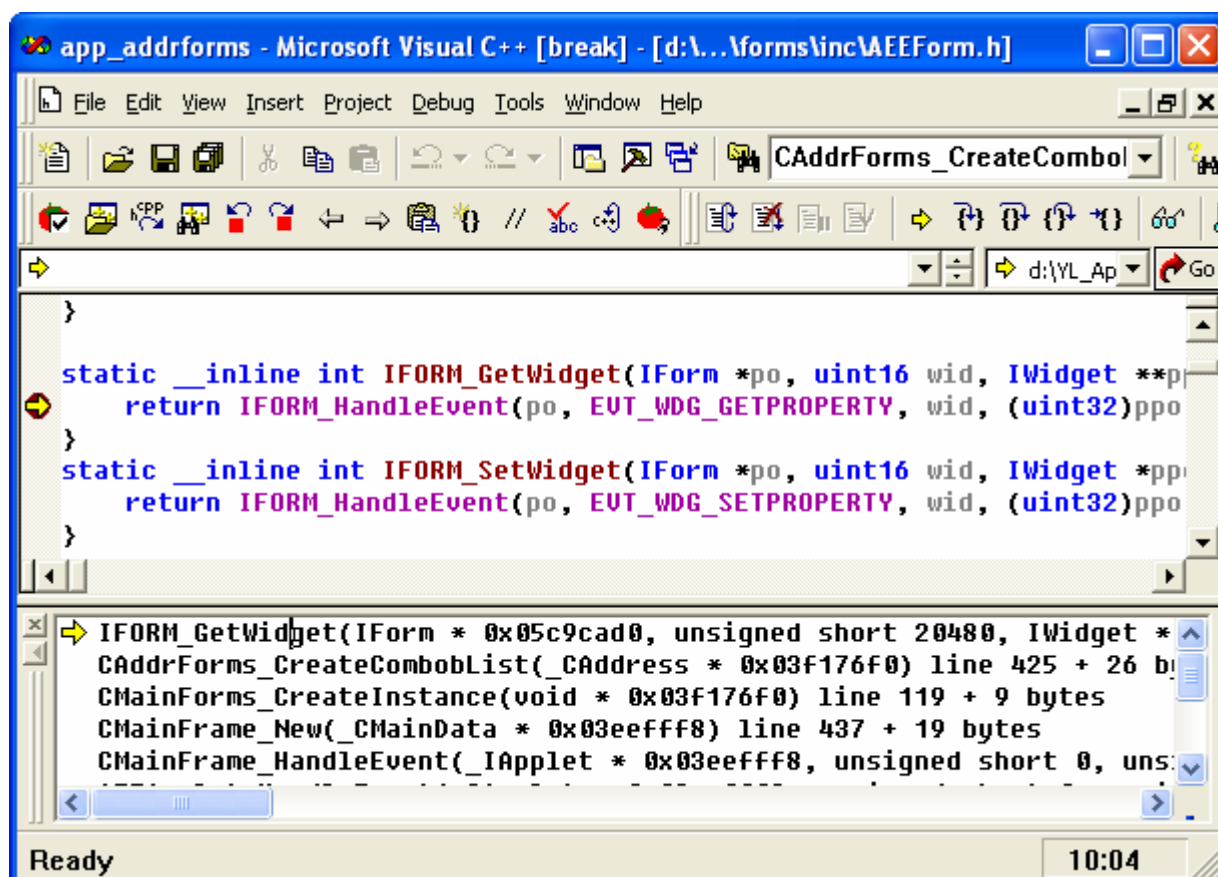 app_addrforms - Microsoft Visual C++ [break] - [d:\...\forms\inc\AEEForm.h]
File Edit View Insert Project Debug Tools Window Help
CAddrForms_CreateCombol
CPP
// abc
d:\YL_Ap Go
}
static __inline int IFORM_GetWidget(IForm *po, uint16 wid, IWidget **p
return IFORM_HandleEvent(po, EVT_WDG_GETPROPERTY, wid, (uint32)ppo
}
static __inline int IFORM_SetWidget(IForm *po, uint16 wid, IWidget *pp
return IFORM_HandleEvent(po, EVT_WDG_SETPROPERTY, wid, (uint32)ppo
}
IFORM_GetWidget(IForm * 0x05c9cad0, unsigned short 20480, IWidget *
CAddrForms_CreateCombobList(_CAddress * 0x03f176f0) line 425 + 26 b
CMainForms_CreateInstance(void * 0x03f176f0) line 119 + 9 bytes
CMainFrame_New(_CMainData * 0x03eefff8) line 437 + 19 bytes
CMainFrame_HandleEvent(_IApplet * 0x03eefff8, unsigned short 0, uns
Ready 10:04